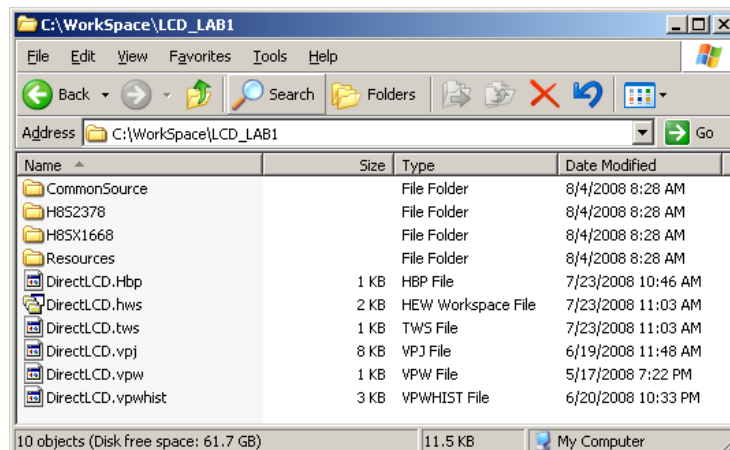 C:\WorkSpace\LCD_LAB1
File Edit View Favorites Tools Help
Back Search Folders
Address C:\WorkSpace\LCD_LAB1 Go
Name Size Type Date Modified
CommonSource File Folder 8/4/2008 8:28 AM
H8S2378 File Folder 8/4/2008 8:28 AM
H8SX1668 File Folder 8/4/2008 8:28 AM
Resources File Folder 8/4/2008 8:28 AM
DirectLCD.Hbp 1 KB HBP File 7/23/2008 10:46 AM
DirectLCD.hws 2 KB HEW Workspace File 7/23/2008 11:03 AM
DirectLCD.tws 1 KB TWS File 7/23/2008 11:03 AM
DirectLCD.vpj 8 KB VPJ File 6/19/2008 11:48 AM
DirectLCD.vpw 1 KB VPW File 5/17/2008 7:22 PM
DirectLCD.vpwhist 3 KB VPWHIST File 6/20/2008 10:33 PM
10 objects (Disk free space: 61.7 GB) 11.5 KB My Computer